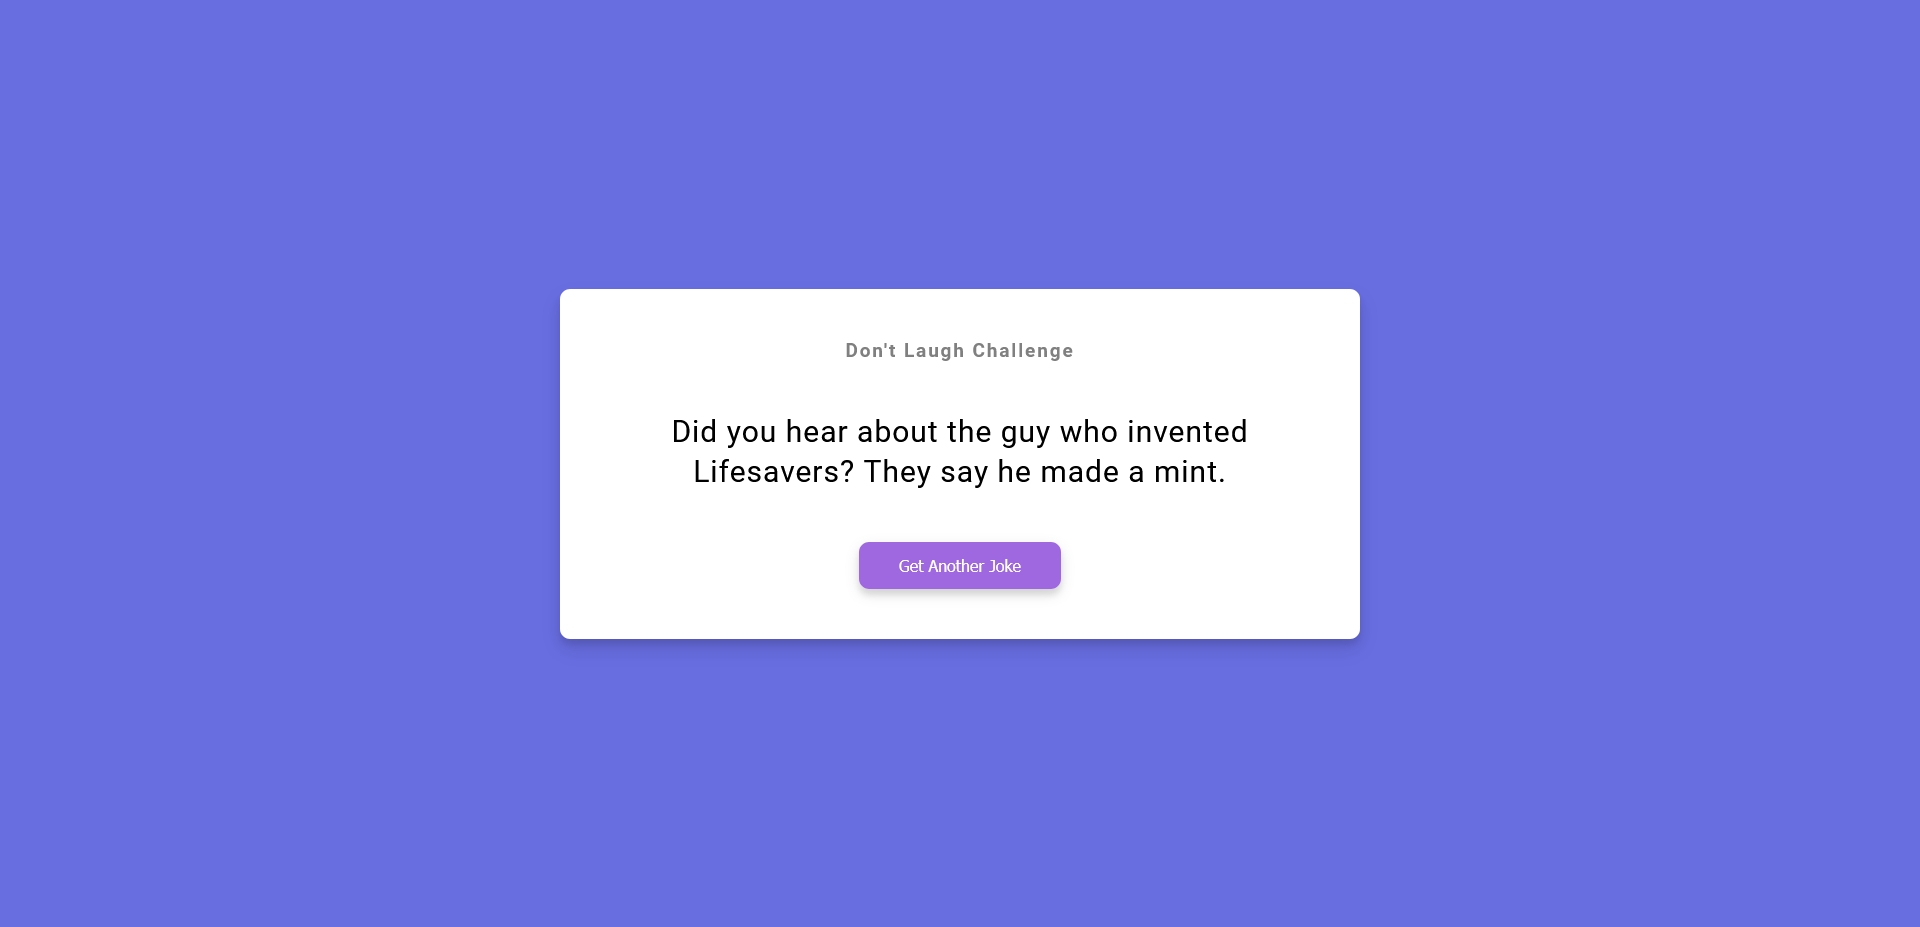 Don't Laugh Challenge
Did you hear about the guy who invented
Lifesavers? They say he made a mint.
Get Another Joke